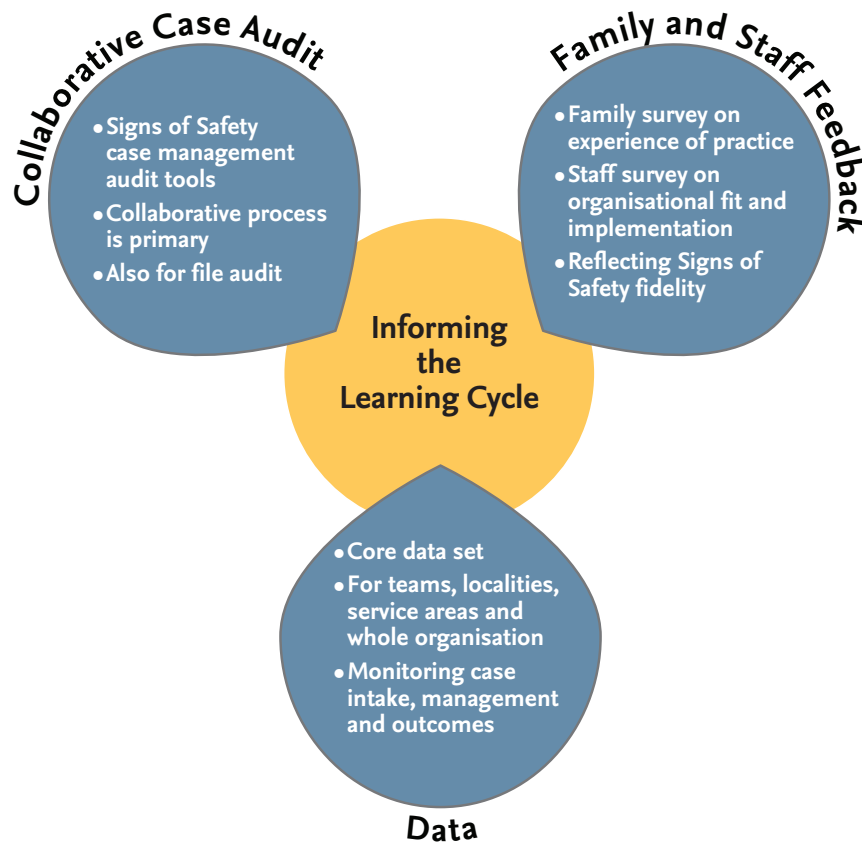 Collaborative Case Audit
• Signs of Safety
case management
audit tools
• Collaborative process
is primary
• Also for file audit
Family and Staff Feedback
• Family survey on
experience of practice
• Staff survey on
organisational fit and
implementation
• Reflecting Signs of
Safety fidelity
Informing
the
Learning Cycle
• Core data set
• For teams, localities,
service areas and
whole organisation
• Monitoring case
intake, management
and outcomes
Data